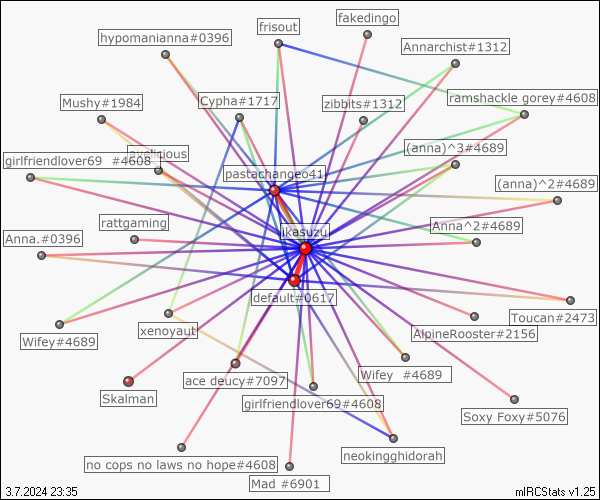 fakedingo
frisout
hypomanianna#0396
Annarchist#1312
ramshackle gorey#4608
Mushy#1984
Cypha#1717
zibbits#1312
(anna)^3#4689
girlfriendlover69 #4608
pastachangeo41
(anna)^2#4689
rattgaming
Anna^2#4689
ikasuzu
Anna.#0396
default#0617
Toucan#2473
xenoyaut
AlpineRooster#2156
Wifey#4689
ace deucy#7097
Wifey #4689
Skalman
girlfriendlover69#4608
Soxy Foxy#5076
neokingghidorah
no cops no laws no hope#4608
Mad #6901
3.7.2024 23:35
mIRCStats v1.25